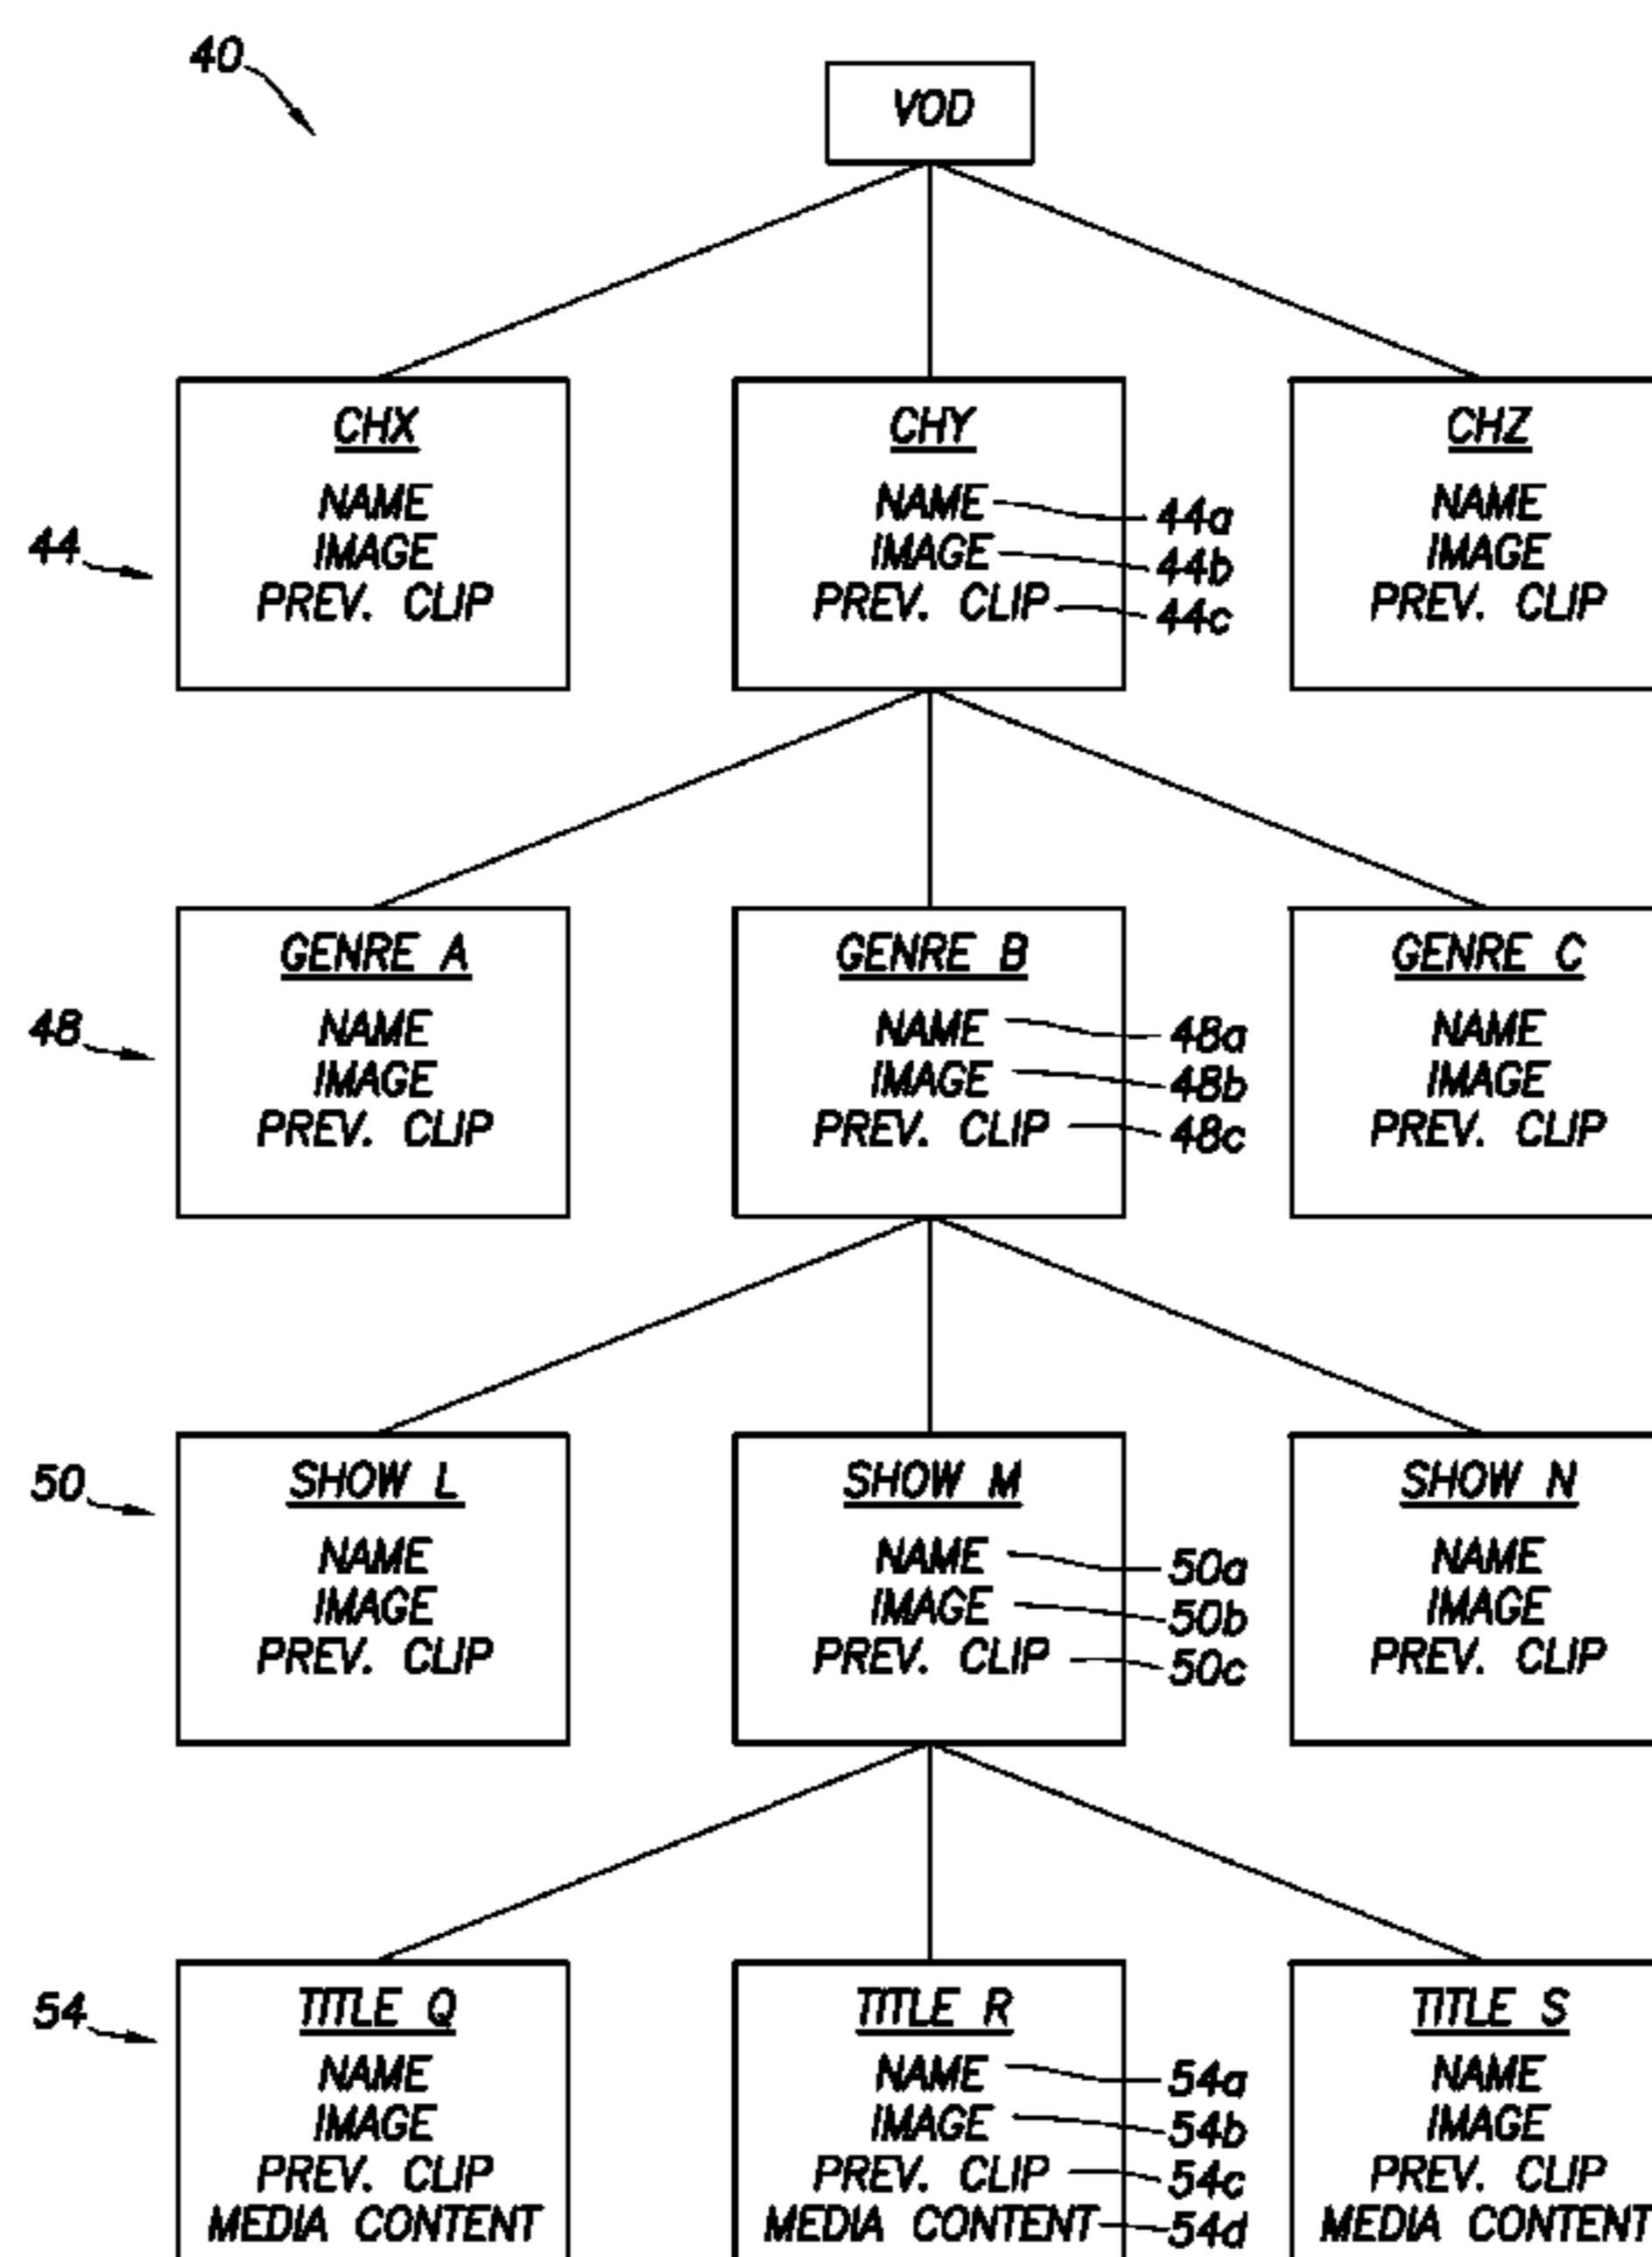 40
VOD
CHX CHY CHZ
NAME NAME 44a NAME
44 IMAGE IMAGE 44b IMAGE
PREV. CLIP PREV. CLIP 44c PREV. CLIP
GENRE A GENRE B GENRE C
48 NAME NAME 48a NAME
IMAGE IMAGE 48b IMAGE
PREV. CLIP PREV. CLIP 48c PREV. CLIP
50 SHOW L SHOW M SHOW N
NAME NAME 50a NAME
IMAGE IMAGE 50b IMAGE
PREV. CLIP PREV. CLIP 50c PREV. CLIP
54 TITLE Q TITLE R TITLE S
NAME NAME 54a NAME
IMAGE IMAGE 54b IMAGE
PREV. CLIP PREV. CLIP 54c PREV. CLIP
MEDIA CONTENT MEDIA CONTENT 54d MEDIA CONTENT